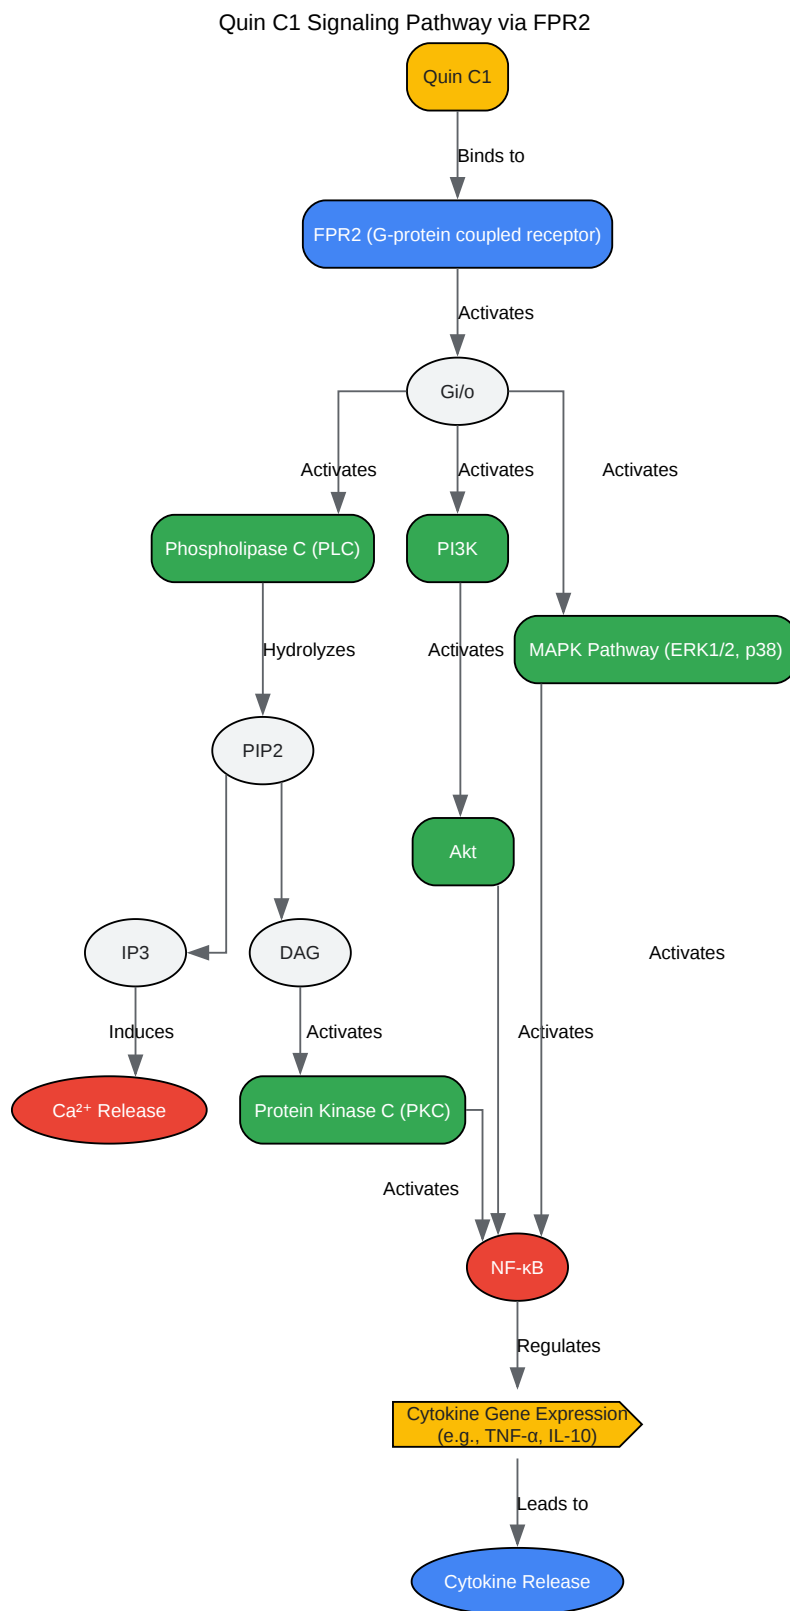 Quin C1 Signaling Pathway via FPR2
Quin C1
Binds to
FPR2 (G-protein coupled receptor)
Activates
Gi/o
Activates
Activates
Activates
Phospholipase C (PLC)
PI3K
Hydrolyzes
Activates
MAPK Pathway (ERK1/2, p38)
PIP2
Akt
IP3
DAG
Activates
Induces
Activates
Activates
Ca²⁺ Release
Protein Kinase C (PKC)
Activates
NF-κB
Regulates
Cytokine Gene Expression
(e.g., TNF-α, IL-10)
Leads to
Cytokine Release